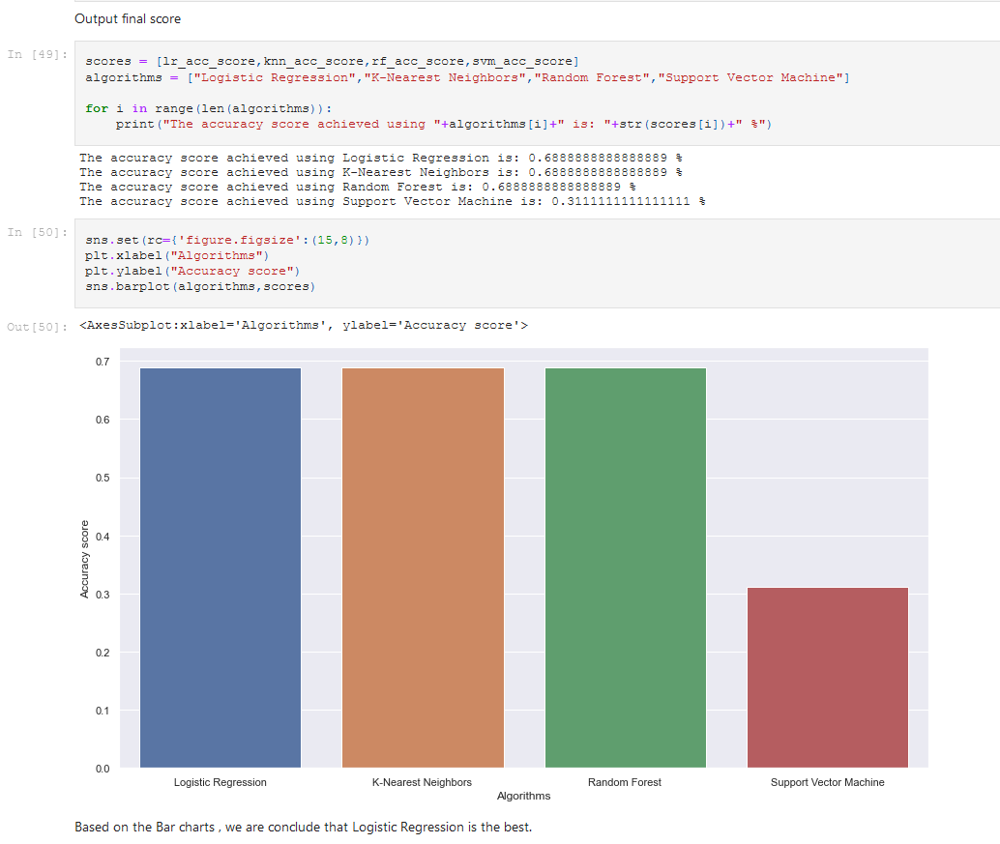 Output final score
In [49]:
scores = [lr_acc_score,knn_acc_score,rf_acc_score,svm_acc_score]
algorithms = ["Logistic Regression","K-Nearest Neighbors","Random Forest","Support Vector Machine"]
for i in range(len(algorithms)):
    print("The accuracy score achieved using "+algorithms[i]+" is: "+str(scores[i])+" %")
The accuracy score achieved using Logistic Regression is: 0.6888888888888889 %
The accuracy score achieved using K-Nearest Neighbors is: 0.6888888888888889 %
The accuracy score achieved using Random Forest is: 0.6888888888888889 %
The accuracy score achieved using Support Vector Machine is: 0.3111111111111111 %
In [50]:
sns.set(rc={'figure.figsize':(15,8)})
plt.xlabel("Algorithms")
plt.ylabel("Accuracy score")
sns.barplot(algorithms,scores)
Out[50]: <AxesSubplot:xlabel='Algorithms', ylabel='Accuracy score'>
0.7
0.6
0.5
0.4
0.3
0.2
0.1
0.0
Accuracy score
Logistic Regression
K-Nearest Neighbors
Random Forest
Support Vector Machine
Algorithms
Based on the Bar charts , we are conclude that Logistic Regression is the best.